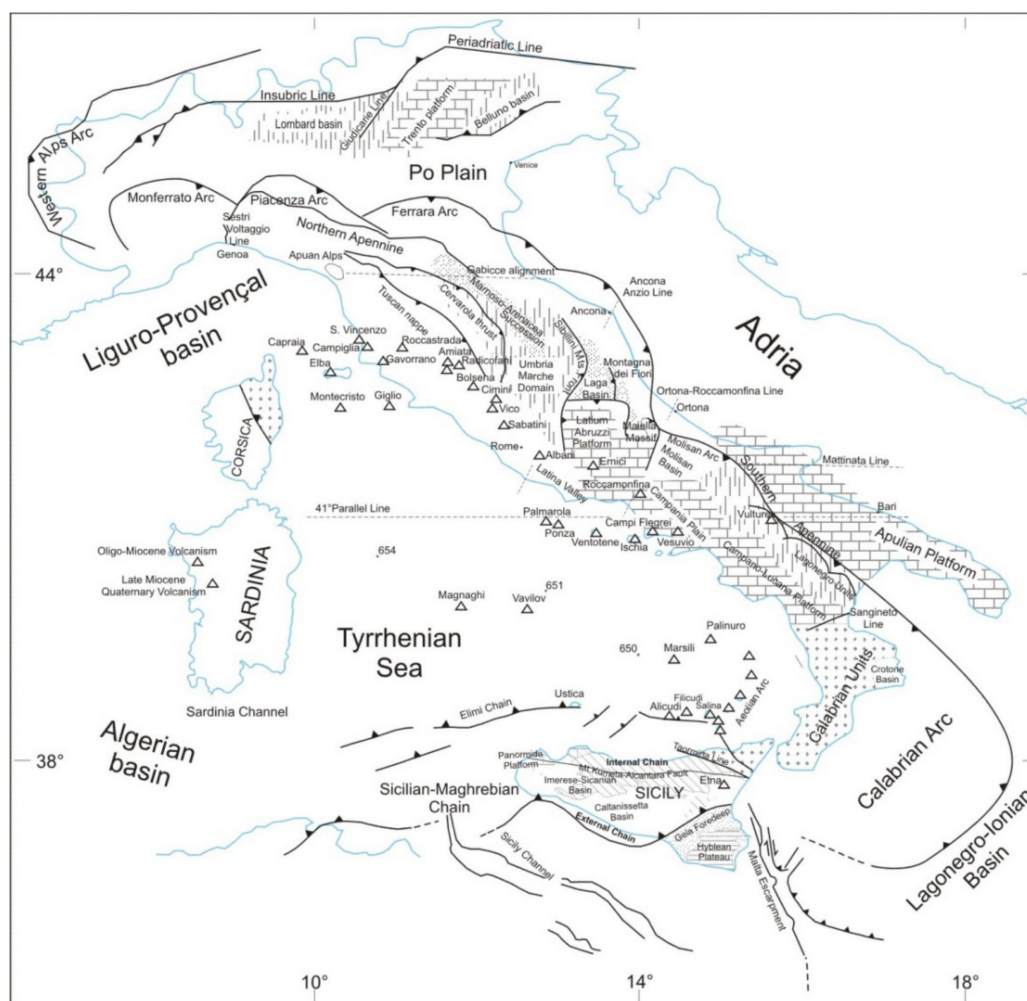 Periadriatic Line
Insubric Line
Lombard basin
Giudicarie Line
Trento platform
Belluno basin
Western Alps Arc
Po Plain
Venice
Monferrato Arc
Piacenza Arc
Ferrara Arc
Sestri
Voltaggio
Line
Genoa
Northern Apennine
44°
Apuan Alps
Gabicce alignment
Ancona
Anzio Line
Ancona
Adria
Liguro-Provençal
basin
Tuscan nappe
Cervarola thrust
Marnoso-Arenacea
Succession
Sibillini Mts. front
S. Vincenzo
Capraia
Campiglia
Roccastrada
Gavorrano
Amiata
Radicofani
Elba
Bolsena
Umbria
Marche
Domain
Montagna
dei Fiori
Laga
Basin
Ortona-Roccamonfina Line
Ortona
Montecristo
Giglio
Cimini
Vico
Sabatini
Latium
Abruzzi
Platform
Maiella
Massif
CORSICA
Rome
Albani
Ernici
Molisan Arc
Molisan
Basin
Mattinata Line
Latina Valley
Roccamonfina
Southern
Apennine
41°Parallel Line
Palmarola
Ponza
Ventotene
Campi Flegrei
Ischia
Vesuvio
Campania Plain
Vulture
Bari
Apulian Platform
Oligo-Miocene Volcanism
654
Late Miocene
Quaternary Volcanism
SARDINIA
Campano-Lucana Platform
Lagonegro Units
651
Magnaghi
Vavilov
Sangineto
Line
Tyrrhenian
Sea
650
Marsili
Palinuro
Crotone
Basin
Calabrian Units
Sardinia Channel
Ustica
Elimi Chain
Alicudi
Filicudi
Salina
Aeolian Arc
Algerian
basin
Calabrian Arc
38°
Panormide
Platform
Internal Chain
Taormida Line
Mt.Kumeta-Alcantara Fault
Imerese-Sicanian
Basin
SICILY
Etna
Sicilian-Maghrebian
Chain
Caltanissetta
Basin
External Chain
Gela Foredeep
Hyblean
Plateau
Sicily Channel
Malta Escarpment
Lagonegro-Ionian
Basin
10°
14°
18°